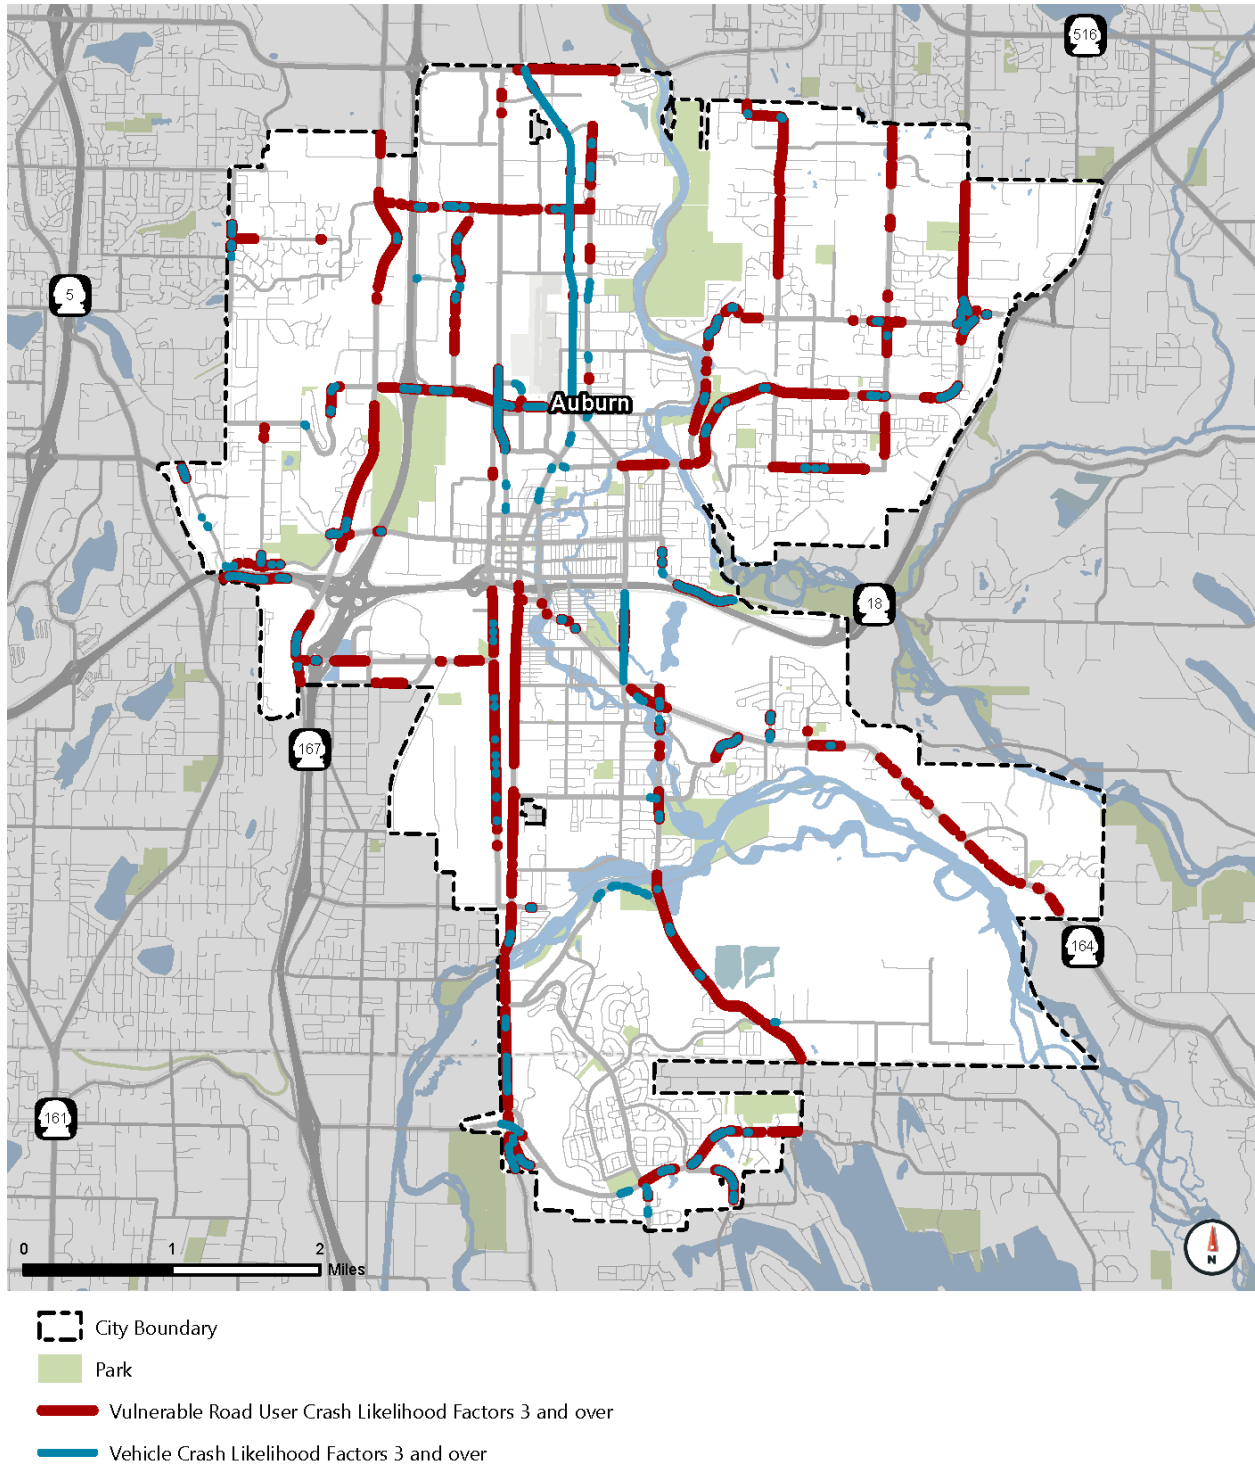 516
5
Auburn
18
167
164
161
0 1 2
Miles
N
City Boundary
Park
Vulnerable Road User Crash Likelihood Factors 3 and over
Vehicle Crash Likelihood Factors 3 and over